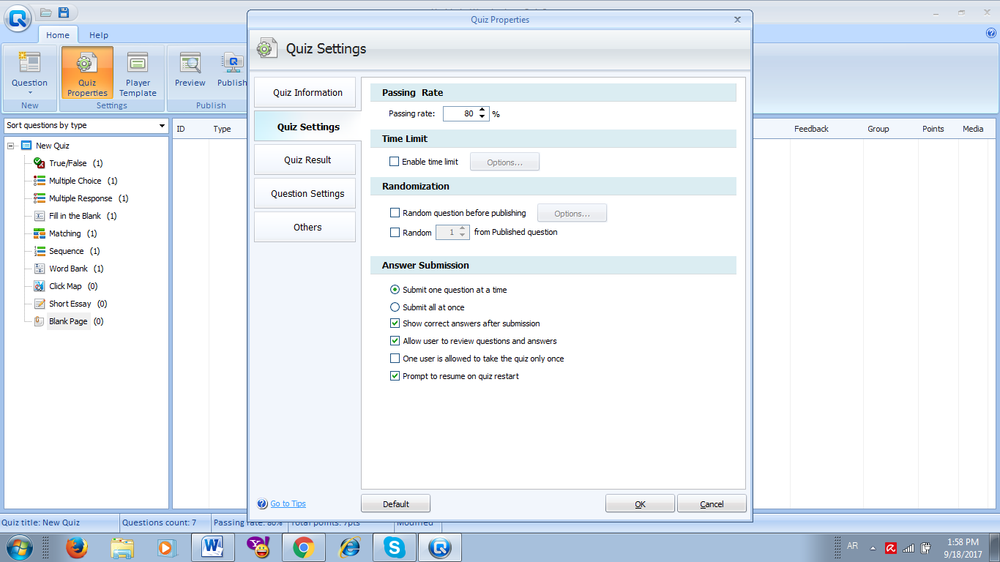 Quiz Properties
Home Help
Quiz Settings
Question
Quiz Properties
Player Template
Preview
Publish
New
Settings
Publish
Sort questions by type
ID
Type
Feedback
Group
Points
Media
New Quiz
True/False (1)
Multiple Choice (1)
Multiple Response (1)
Fill in the Blank (1)
Matching (1)
Sequence (1)
Word Bank (1)
Click Map (0)
Short Essay (0)
Blank Page (0)
Quiz Information
Quiz Settings
Quiz Result
Question Settings
Others
Passing Rate
Passing rate: 80 %
Time Limit
Enable time limit Options...
Randomization
Random question before publishing Options...
Random 1 from Published question
Answer Submission
Submit one question at a time
Submit all at once
Show correct answers after submission
Allow user to review questions and answers
One user is allowed to take the quiz only once
Prompt to resume on quiz restart
Go to Tips
Default
OK
Cancel
Quiz title: New Quiz
Questions count: 7
Passing rate: 80%
Total points: 7pts
Modified
AR
1:58 PM
9/18/2017